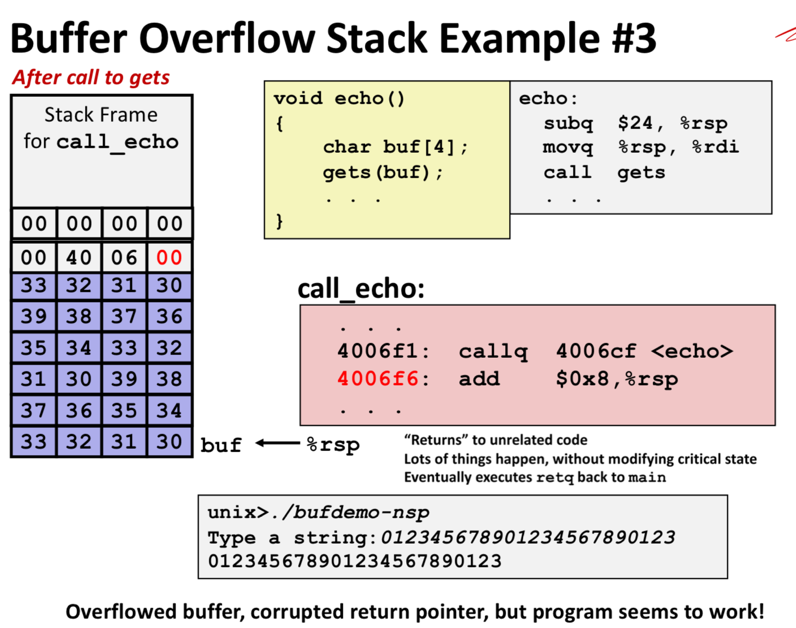 Buffer Overflow Stack Example #3
After call to gets
Stack Frame
for call_echo
00 00 00 00
00 40 06 00
33 32 31 30
39 38 37 36
35 34 33 32
31 30 39 38
37 36 35 34
33 32 31 30
buf
%rsp
void echo()
{
    char buf[4];
    gets(buf);
    . . .
}
echo:
  subq  $24, %rsp
  movq  %rsp, %rdi
  call  gets
  . . .
call_echo:
. . .
4006f1:  callq  4006cf <echo>
4006f6:  add    $0x8,%rsp
. . .
“Returns” to unrelated code
Lots of things happen, without modifying critical state
Eventually executes retq back to main
unix>./bufdemo-nsp
Type a string:012345678901234567890123
012345678901234567890123
Overflowed buffer, corrupted return pointer, but program seems to work!